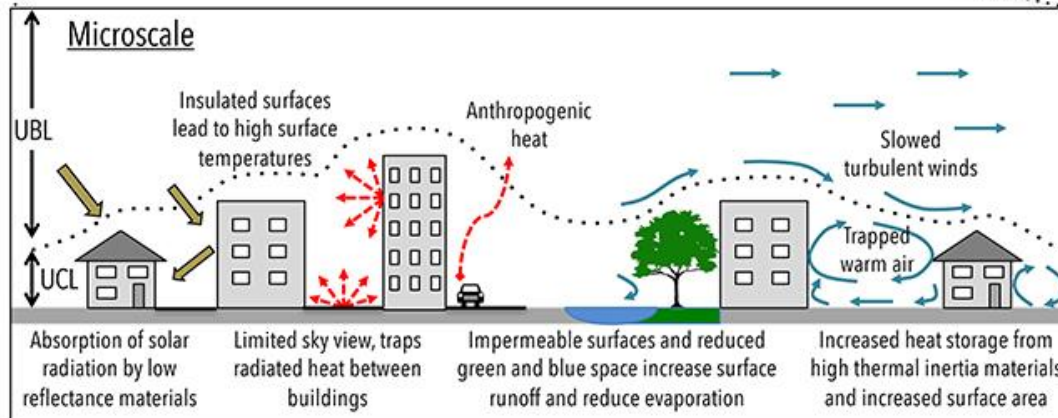 Microscale
UBL
UCL
Insulated surfaces
lead to high surface
temperatures
Anthropogenic
heat
Slowed
turbulent winds
Trapped
warm air
Absorption of solar
radiation by low
reflectance materials
Limited sky view, traps
radiated heat between
buildings
Impermeable surfaces and reduced
green and blue space increase surface
runoff and reduce evaporation
Increased heat storage from
high thermal inertia materials
and increased surface area